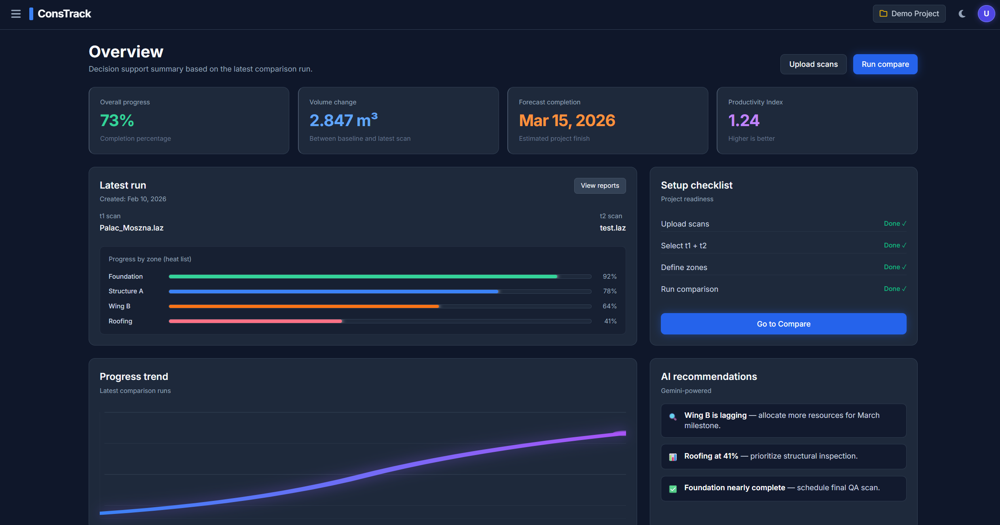 ConsTrack
Demo Project
U
Overview
Decision support summary based on the latest comparison run.
Upload scans
Run compare
Overall progress
73%
Completion percentage
Volume change
2.847 m³
Between baseline and latest scan
Forecast completion
Mar 15, 2026
Estimated project finish
Productivity Index
1.24
Higher is better
Latest run
View reports
Created: Feb 10, 2026
t1 scan
Palac_Moszna.laz
t2 scan
test.laz
Progress by zone (heat list)
Foundation 92%
Structure A 78%
Wing B 64%
Roofing 41%
Setup checklist
Project readiness
Upload scans Done ✓
Select t1 + t2 Done ✓
Define zones Done ✓
Run comparison Done ✓
Go to Compare
Progress trend
Latest comparison runs
AI recommendations
Gemini-powered
Wing B is lagging — allocate more resources for March
milestone.
Roofing at 41% — prioritize structural inspection.
Foundation nearly complete — schedule final QA scan.